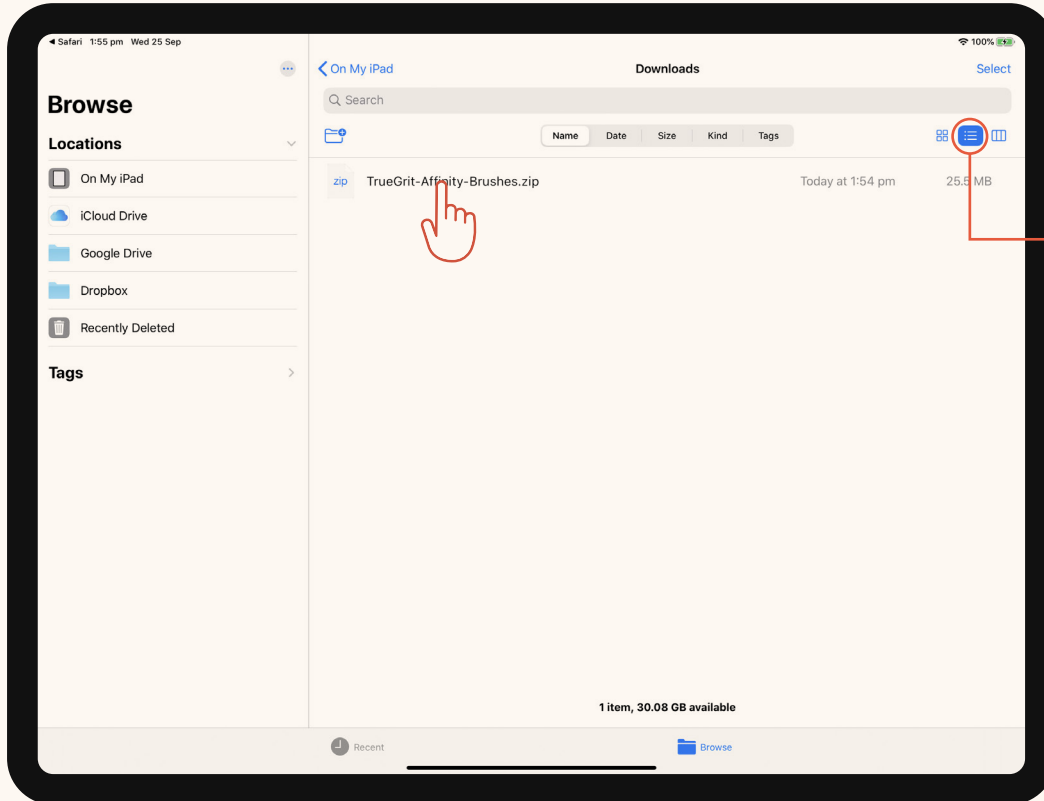 Safari 1:55 pm Wed 25 Sep
100%
Browse
Locations
On My iPad
iCloud Drive
Google Drive
Dropbox
Recently Deleted
Tags
On My iPad
Downloads
Select
Search
Name Date Size Kind Tags
zip TrueGrit-Affinity-Brushes.zip Today at 1:54 pm 25.5 MB
1 item, 30.08 GB available
Recent
Browse